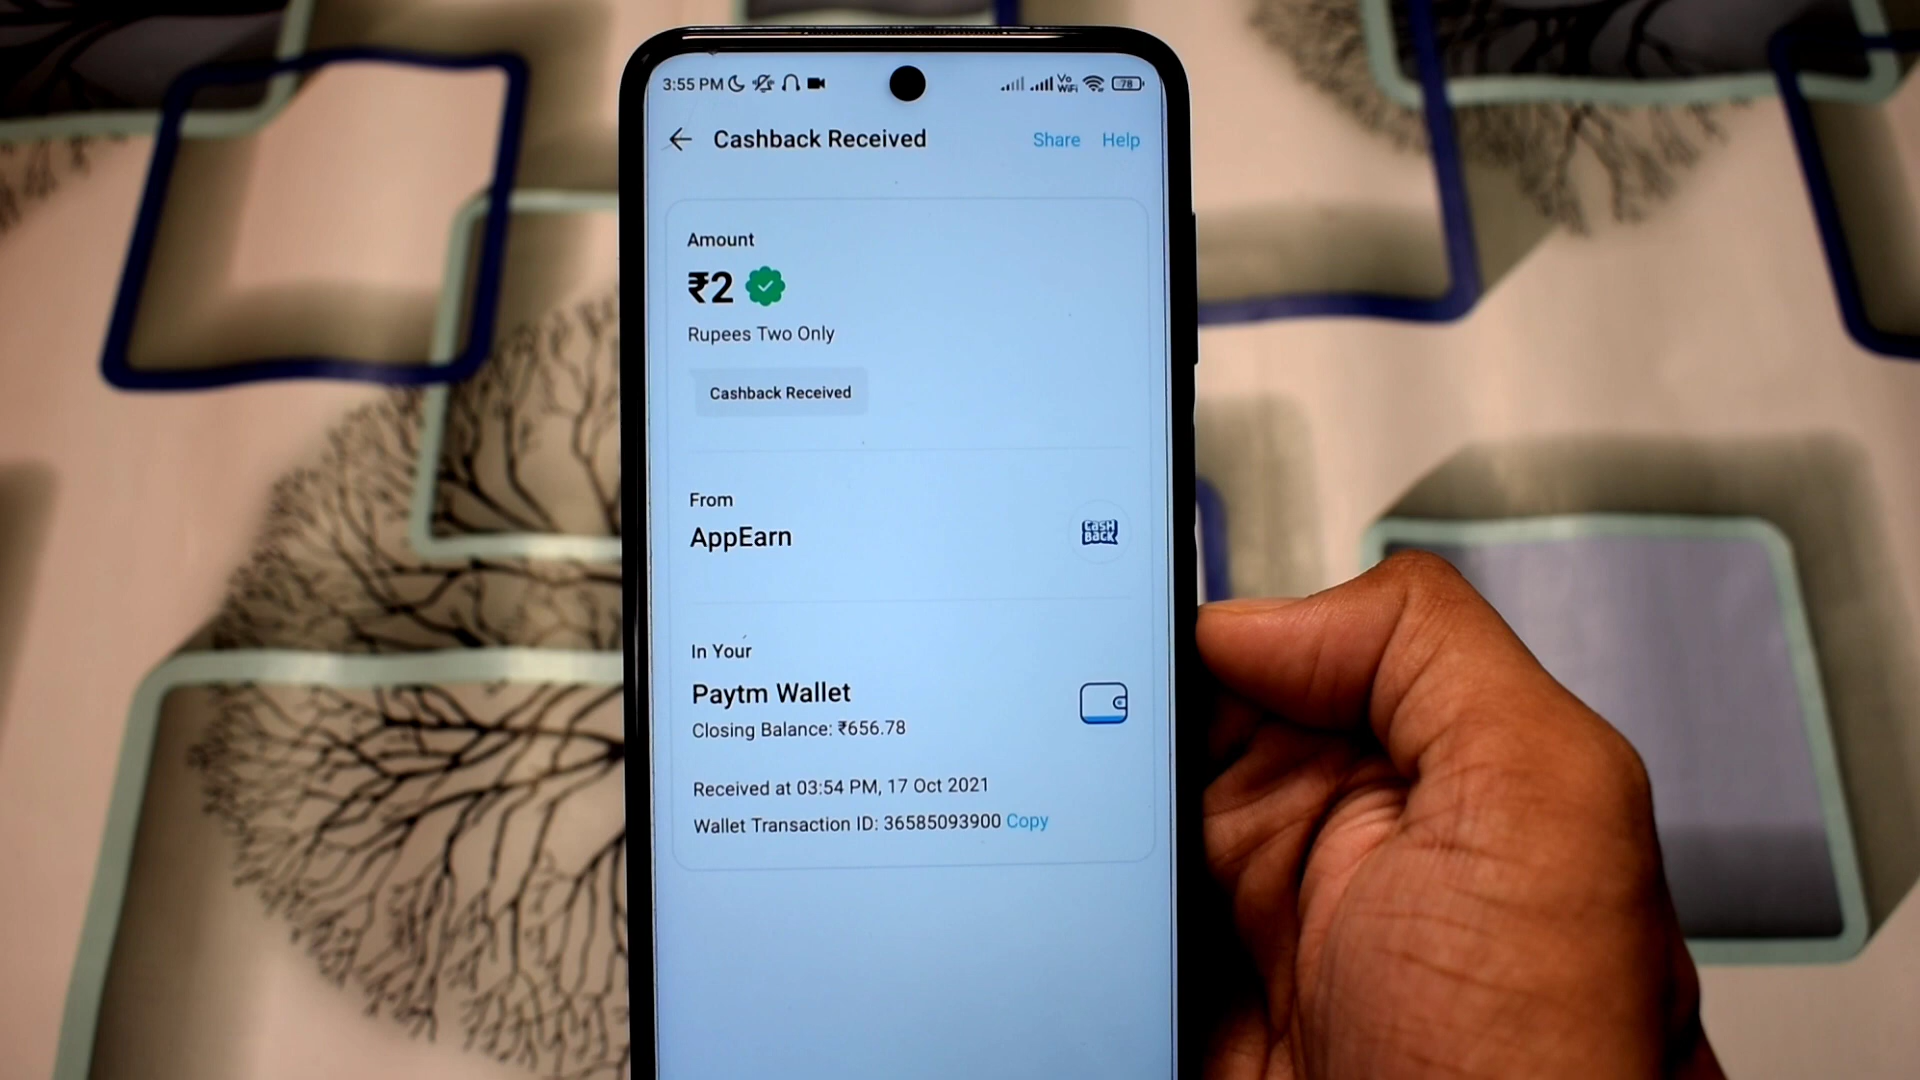 3:55 PM
Vo
WiFi
78
Cashback Received
Share
Help
Amount
₹2
Rupees Two Only
Cashback Received
From
AppEarn
CASH
BACK
In Your
Paytm Wallet
Closing Balance: ₹656.78
Received at 03:54 PM, 17 Oct 2021
Wallet Transaction ID: 36585093900 Copy